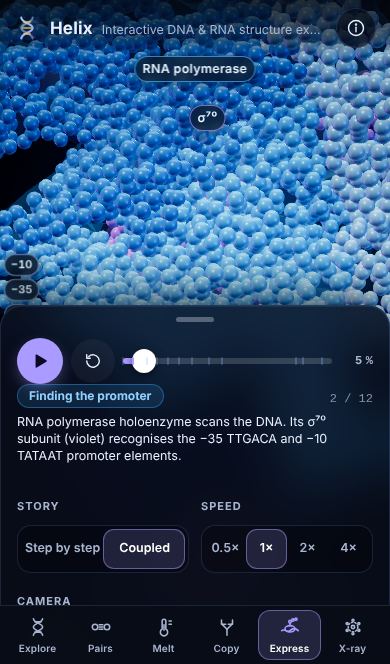 Helix Interactive DNA & RNA structure ex...
RNA polymerase
σ⁷⁰
−10
−35
5 %
Finding the promoter 2 / 12
RNA polymerase holoenzyme scans the DNA. Its σ⁷⁰
subunit (violet) recognises the −35 TTGACA and −10
TATAAT promoter elements.
STORY SPEED
Step by step Coupled 0.5× 1× 2× 4×
CAMERA
Explore Pairs Melt Copy Express X-ray